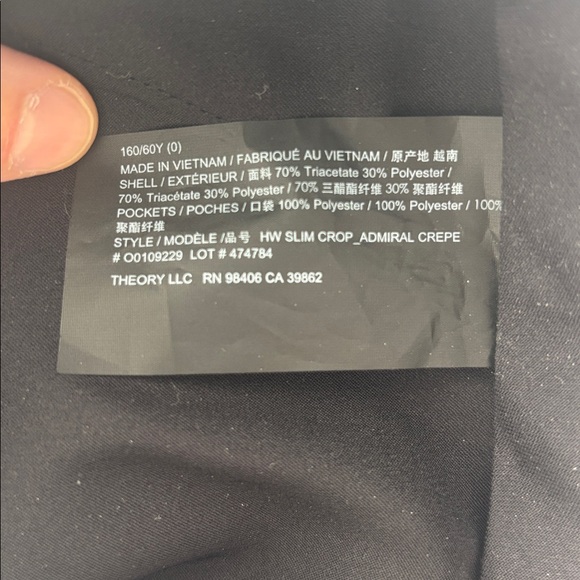 160/60Y (0)
MADE IN VIETNAM / FABRIQUÉ AU VIETNAM / 原产地 越南
SHELL / EXTÉRIEUR / 面料 70% Triacetate 30% Polyester /
70% Triacétate 30% Polyester / 70% 三醋酯纤维 30% 聚酯纤维
POCKETS / POCHES / 口袋 100% Polyester / 100% Polyester / 100%
聚酯纤维
STYLE / MODÈLE /品号 HW SLIM CROP_ADMIRAL CREPE
# O0109229 LOT # 474784
THEORY LLC RN 98406 CA 39862